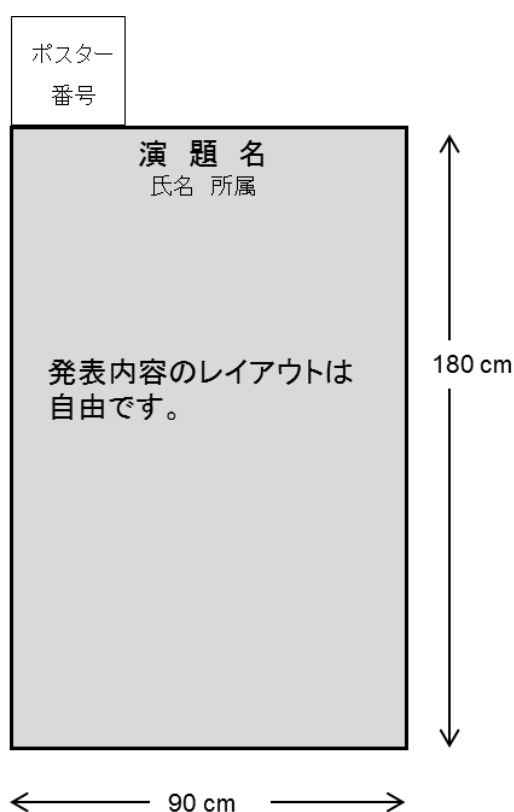 ポスター
番号
演 題 名
氏名 所属
発表内容のレイアウトは
自由です。
180 cm
90 cm